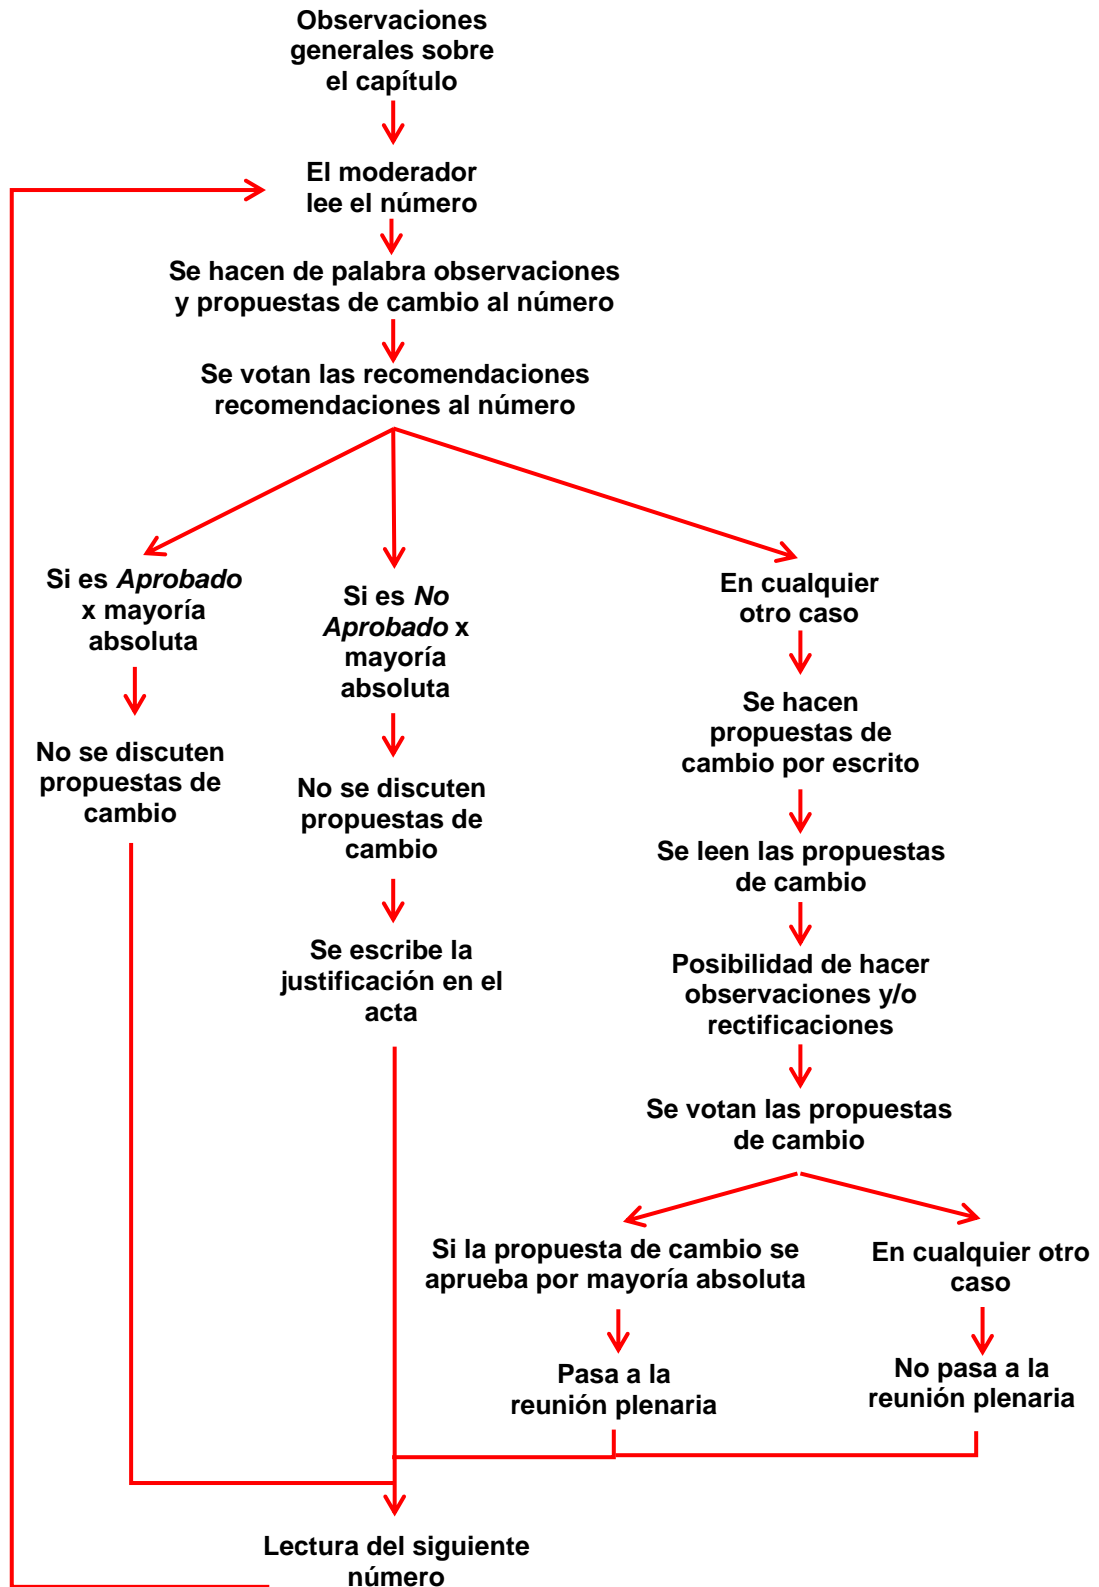 Observaciones
generales sobre
el capítulo
El moderador
lee el número
Se hacen de palabra observaciones
y propuestas de cambio al número
Se votan las recomendaciones
recomendaciones al número
Si es Aprobado
x mayoría
absoluta
No se discuten
propuestas de
cambio
Si es No
Aprobado x
mayoría
absoluta
No se discuten
propuestas de
cambio
Se escribe la
justificación en el
acta
En cualquier
otro caso
Se hacen
propuestas de
cambio por escrito
Se leen las propuestas
de cambio
Posibilidad de hacer
observaciones y/o
rectificaciones
Se votan las propuestas
de cambio
Si la propuesta de cambio se
aprueba por mayoría absoluta
Pasa a la
reunión plenaria
En cualquier otro
caso
No pasa a la
reunión plenaria
Lectura del siguiente
número